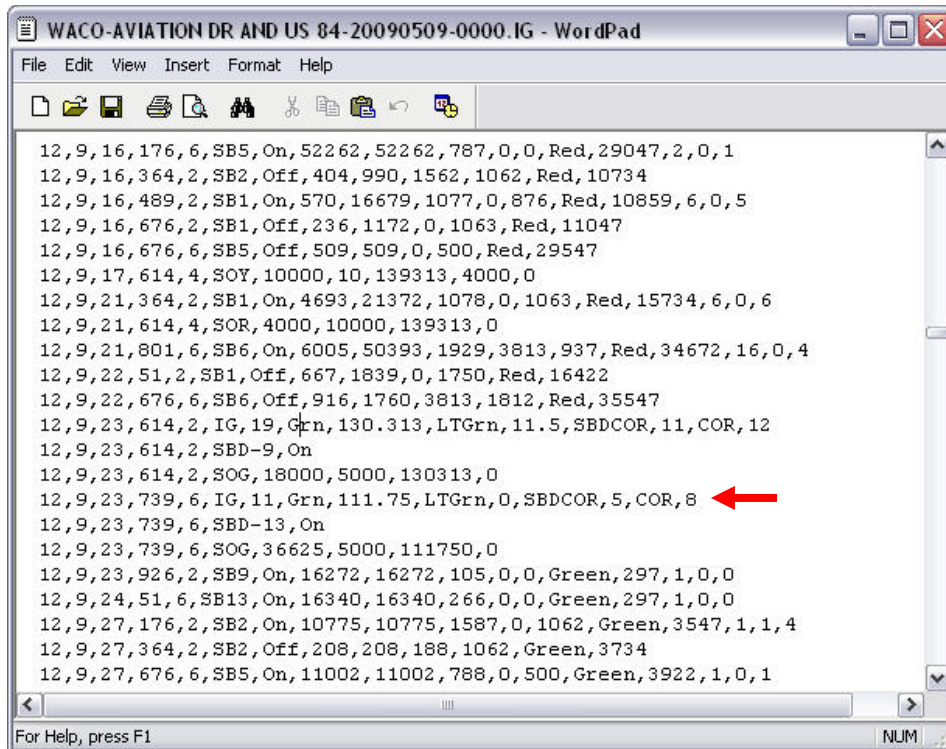 WACO-AVIATION DR AND US 84-20090509-0000.IG - WordPad
File Edit View Insert Format Help
12,9,16,176,6,SB5,On,52262,52262,787,0,0,Red,29047,2,0,1
12,9,16,364,2,SB2,Off,404,990,1562,1062,Red,10734
12,9,16,489,2,SB1,On,570,16679,1077,0,876,Red,10859,6,0,5
12,9,16,676,2,SB1,Off,236,1172,0,1063,Red,11047
12,9,16,676,6,SB5,Off,509,509,0,500,Red,29547
12,9,17,614,4,SOY,10000,10,139313,4000,0
12,9,21,364,2,SB1,On,4693,21372,1078,0,1063,Red,15734,6,0,6
12,9,21,614,4,SOR,4000,10000,139313,0
12,9,21,801,6,SB6,On,6005,50393,1929,3813,937,Red,34672,16,0,4
12,9,22,51,2,SB1,Off,667,1839,0,1750,Red,16422
12,9,22,676,6,SB6,Off,916,1760,3813,1812,Red,35547
12,9,23,614,2,IG,19,Grn,130.313,LTGrn,11.5,SBDCOR,11,COR,12
12,9,23,614,2,SBD-9,On
12,9,23,614,2,SOG,18000,5000,130313,0
12,9,23,739,6,IG,11,Grn,111.75,LTGrn,0,SBDCOR,5,COR,8
12,9,23,739,6,SBD-13,On
12,9,23,739,6,SOG,36625,5000,111750,0
12,9,23,926,2,SB9,On,16272,16272,105,0,0,Green,297,1,0,0
12,9,24,51,6,SB13,On,16340,16340,266,0,0,Green,297,1,0,0
12,9,27,176,2,SB2,On,10775,10775,1587,0,1062,Green,3547,1,1,4
12,9,27,364,2,SB2,Off,208,208,188,1062,Green,3734
12,9,27,676,6,SB5,On,11002,11002,788,0,500,Green,3922,1,0,1
For Help, press F1
NUM